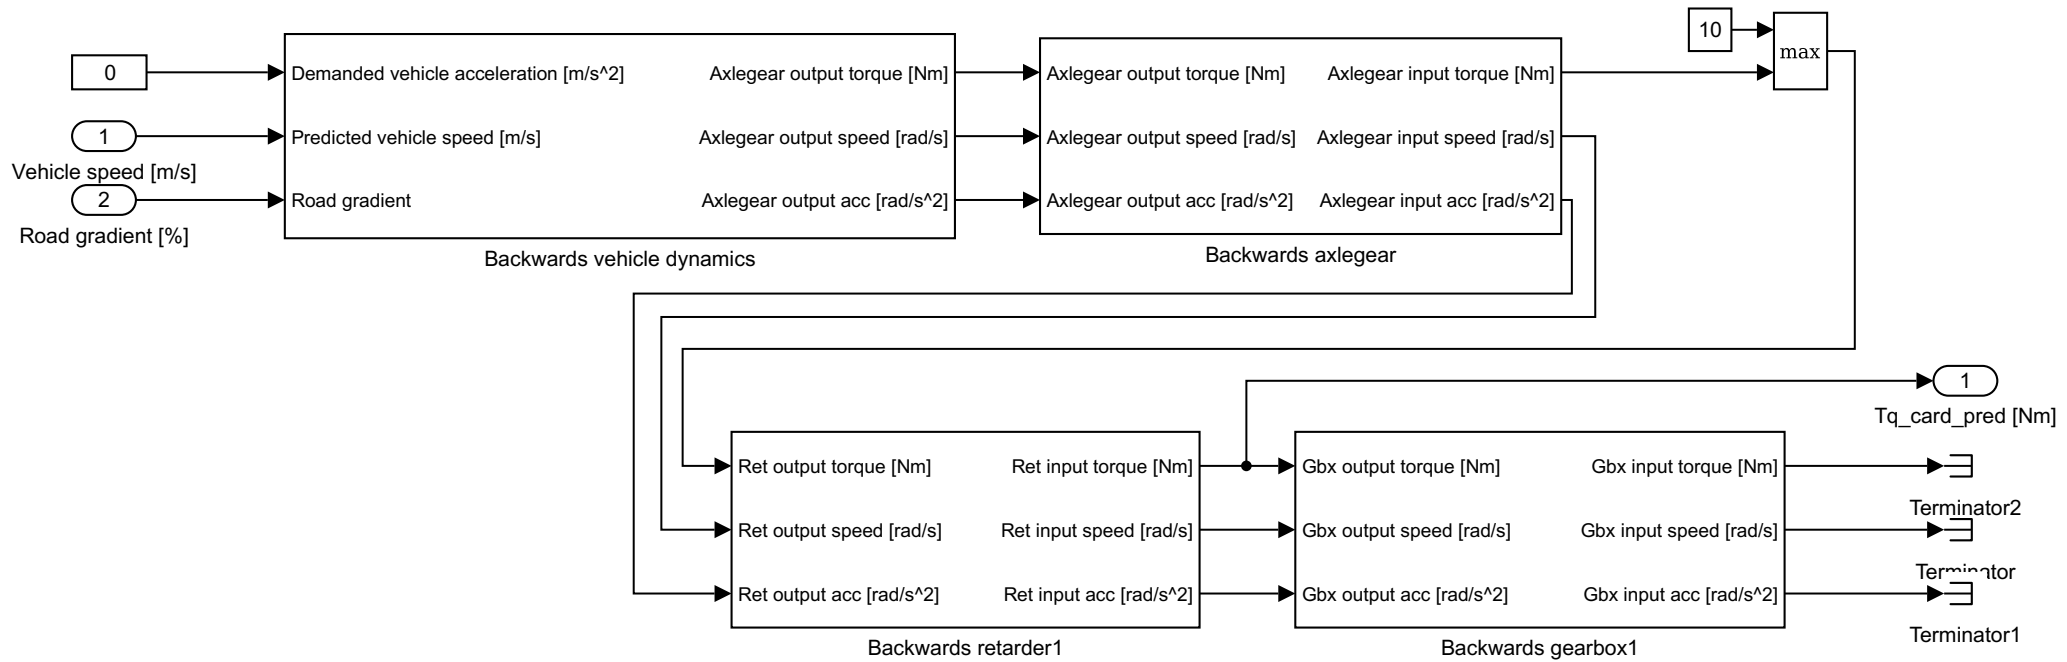 10
max
0
Demanded vehicle acceleration [m/s^2]
Axlegear output torque [Nm]
Axlegear output torque [Nm]
Axlegear input torque [Nm]
1
Predicted vehicle speed [m/s]
Axlegear output speed [rad/s]
Axlegear output speed [rad/s]
Axlegear input speed [rad/s]
Vehicle speed [m/s]
2
Road gradient
Axlegear output acc [rad/s^2]
Axlegear output acc [rad/s^2]
Axlegear input acc [rad/s^2]
Road gradient [%]
Backwards vehicle dynamics
Backwards axlegear
1
Tq_card_pred [Nm]
Ret output torque [Nm]
Ret input torque [Nm]
Gbx output torque [Nm]
Gbx input torque [Nm]
Terminator2
Ret output speed [rad/s]
Ret input speed [rad/s]
Gbx output speed [rad/s]
Gbx input speed [rad/s]
Terminator
Ret output acc [rad/s^2]
Ret input acc [rad/s^2]
Gbx output acc [rad/s^2]
Gbx input acc [rad/s^2]
Terminator1
Backwards retarder1
Backwards gearbox1